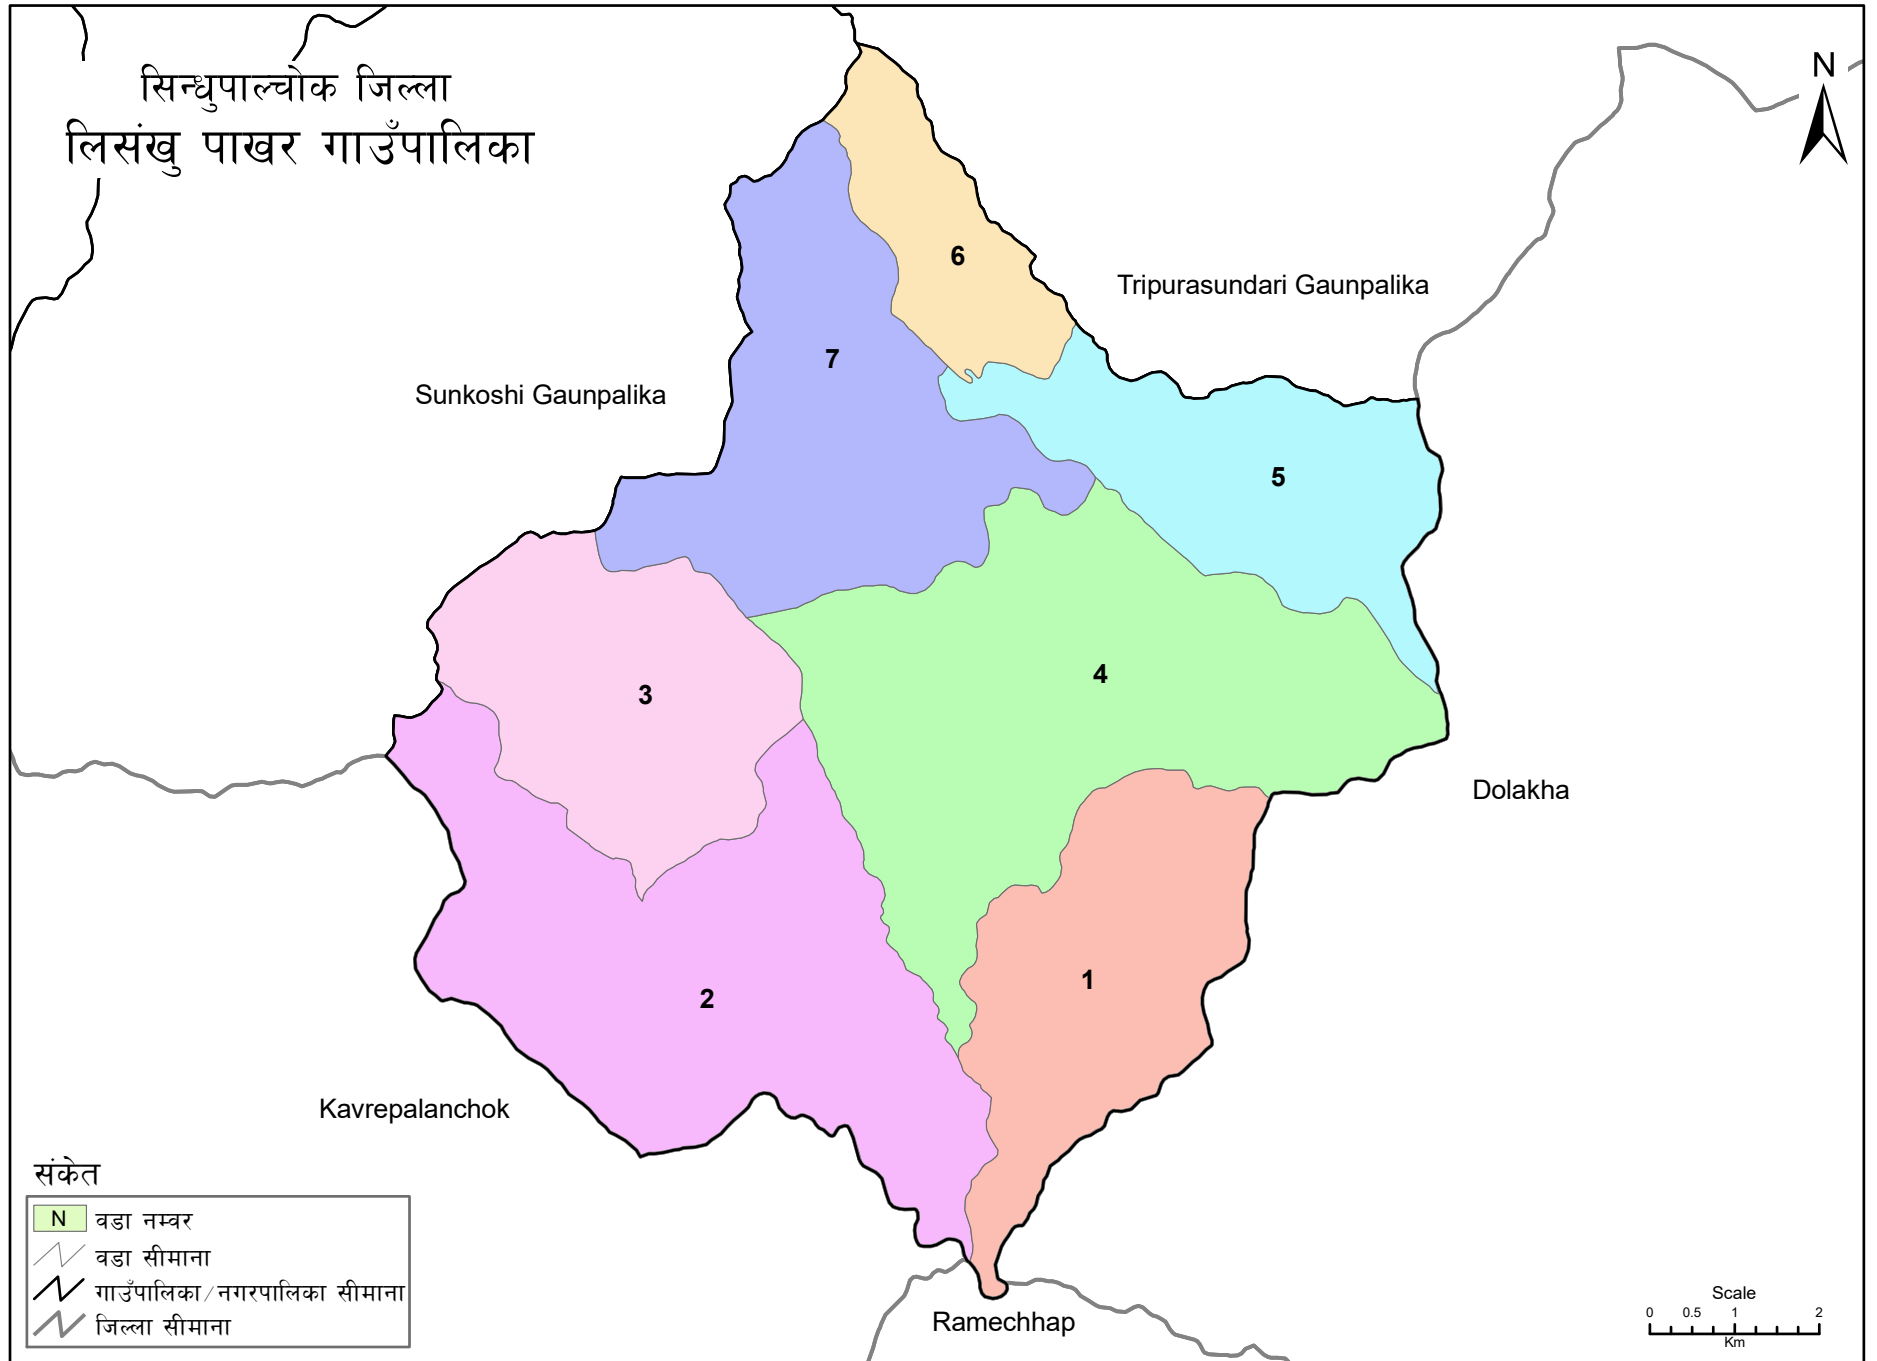 सिन्धुपाल्चोक जिल्ला
लिसंखु पाखर गाउँपालिका
N
6
Tripurasundari Gaunpalika
7
Sunkoshi Gaunpalika
5
4
3
Dolakha
1
2
Kavrepalanchok
संकेत
N वडा नम्वर
वडा सीमाना
गाउँपालिका/नगरपालिका सीमाना
जिल्ला सीमाना
Ramechhap
Scale
0 0.5 1 2
Km